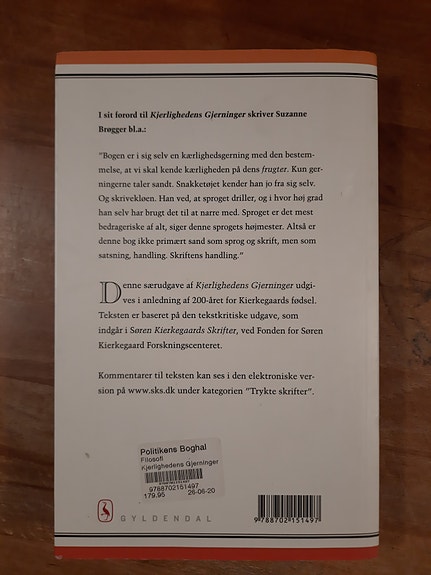 I sit forord til Kjerlighedens Gjerninger skriver Suzanne
Brøgger bl.a.:
"Bogen er i sig selv en kærlighedsgerning med den bestem-
melse, at vi skal kende kærligheden på dens frugter. Kun ger-
ningerne taler sandt. Snakketøjet kender han jo fra sig selv.
Og skrivekløen. Han ved, at sproget driller, og i hvor høj grad
han selv har brugt det til at narre med. Sproget er det mest
bedrageriske af alt, siger denne sprogets højmester. Altså er
denne bog ikke primært sand som sprog og skrift, men som
satsning, handling. Skriftens handling."
Denne særudgave af Kjerlighedens Gjerninger udgi-
ves i anledning af 200-året for Kierkegaards fødsel.
Teksten er baseret på den tekstkritiske udgave, som
indgår i Søren Kierkegaards Skrifter, ved Fonden for Søren
Kierkegaard Forskningscenteret.
Kommentarer til teksten kan ses i den elektroniske ver-
sion på www.sks.dk under kategorien "Trykte skrifter".
Politikens Boghal
Filosofi
Kjerlighedens Gjerninger
9788702151497
179.95 26-06-20
GYLDENDAL
9 788702 151497